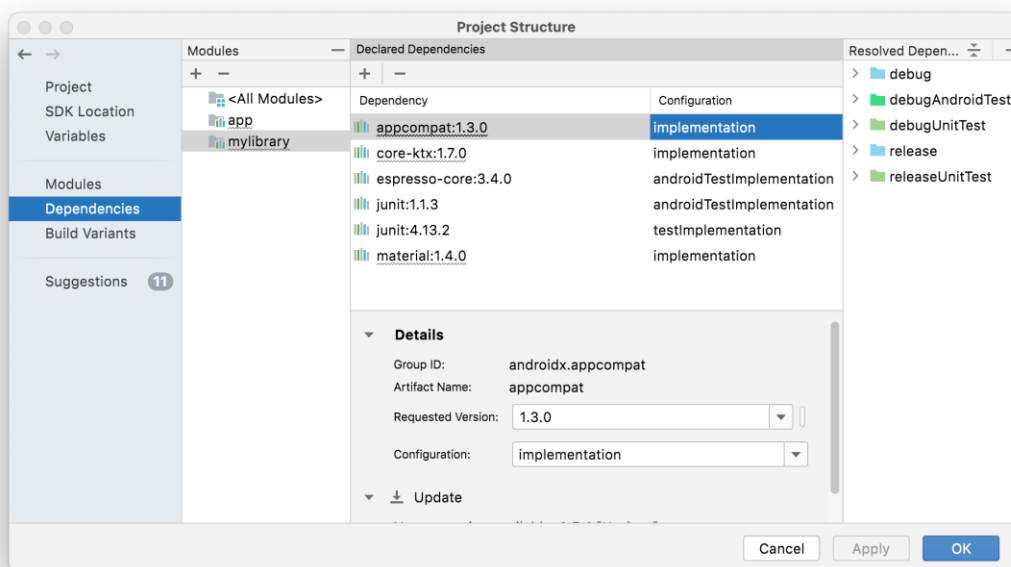 Project Structure
Project
SDK Location
Variables
Modules
Dependencies
Build Variants
Suggestions 11
Modules
<All Modules>
app
mylibrary
Declared Dependencies
Dependency Configuration
appcompat:1.3.0 implementation
core-ktx:1.7.0 implementation
espresso-core:3.4.0 androidTestImplementation
junit:1.1.3 androidTestImplementation
junit:4.13.2 testImplementation
material:1.4.0 implementation
Details
Group ID: androidx.appcompat
Artifact Name: appcompat
Requested Version: 1.3.0
Configuration: implementation
Update
Resolved Depen...
debug
debugAndroidTest
debugUnitTest
release
releaseUnitTest
Cancel Apply OK